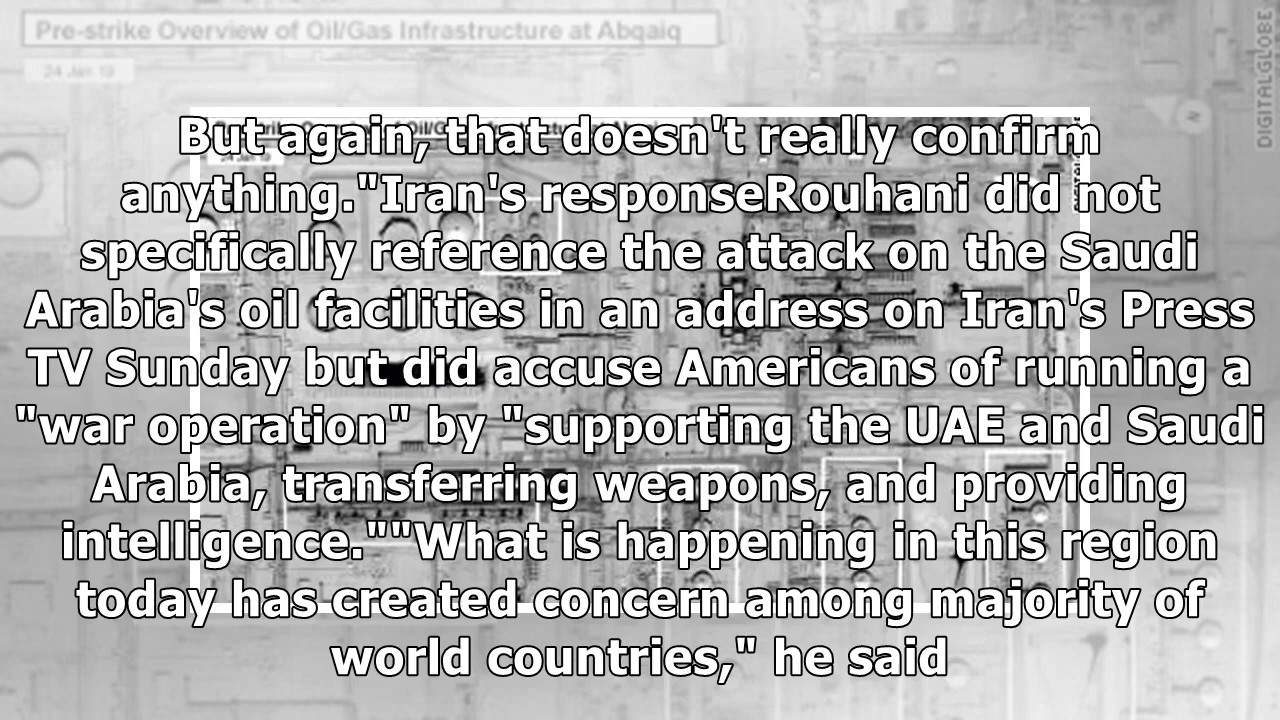 Pre-strike Overview of Oil/Gas Infrastructure at Abqaiq
24 Jan 19
DIGITALGLOBE
N
But again, that doesn't really confirm
anything."Iran's responseRouhani did not
specifically reference the attack on the Saudi
Arabia's oil facilities in an address on Iran's Press
TV Sunday but did accuse Americans of running a
"war operation" by "supporting the UAE and Saudi
Arabia, transferring weapons, and providing
intelligence.""What is happening in this region
today has created concern among majority of
world countries," he said